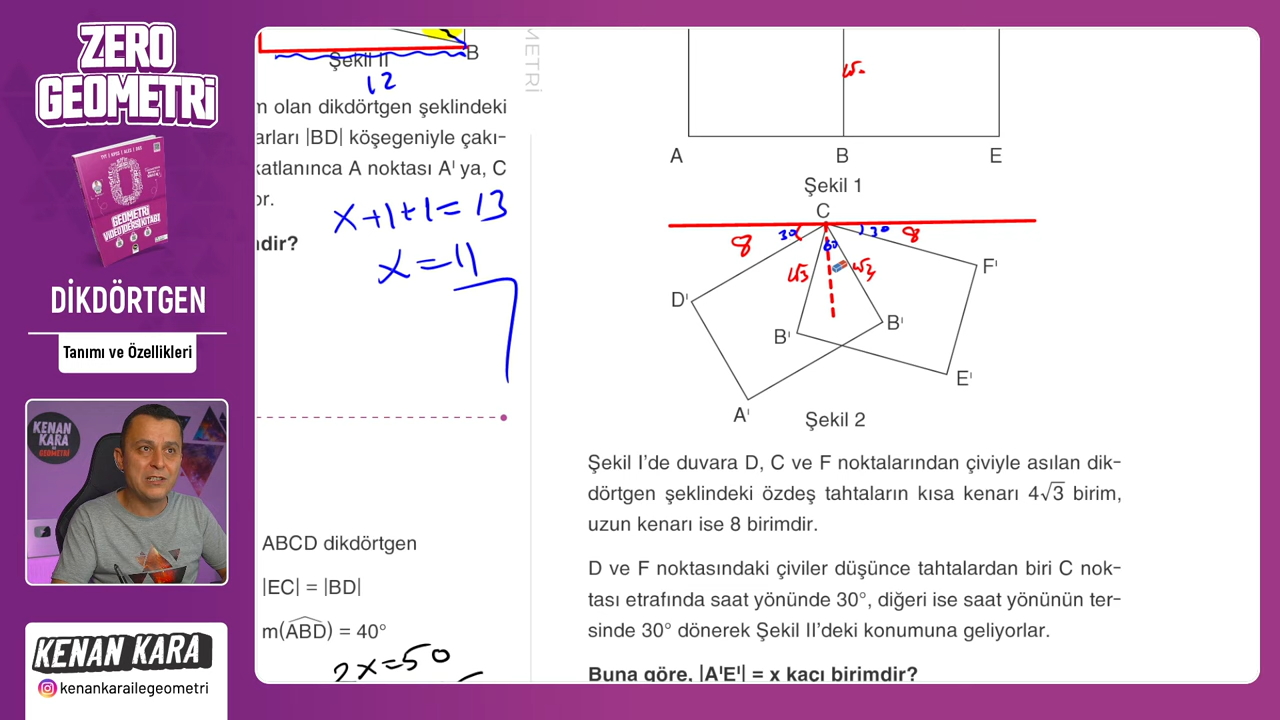 ZERO
GEOMETRİ
DİKDÖRTGEN
Tanımı ve Özellikleri
KENAN
KARA
GEOMETRİ
KENAN KARA
kenankarailegeometri
B
Şekil II
12
m olan dikdörtgen şeklindeki
arları |BD| köşegeniyle çakı-
katlanınca A noktası A' ya, C
or.
x+1+1=13
dir?
x=11
ABCD dikdörtgen
|EC| = |BD|
m(ABD) = 40°
2x=50
METRİ
A B E
Şekil 1
C
8 30 30 8
60
4√3
F'
D'
B' B'
E'
A'
Şekil 2
Şekil I'de duvara D, C ve F noktalarından çiviyle asılan dik-
dörtgen şeklindeki özdeş tahtaların kısa kenarı 4√3 birim,
uzun kenarı ise 8 birimdir.
D ve F noktasındaki çiviler düşünce tahtalardan biri C nok-
tası etrafında saat yönünde 30°, diğeri ise saat yönünün ter-
sinde 30° dönerek Şekil II'deki konumuna geliyorlar.
Buna göre, |A'E'| = x kaçı birimdir?